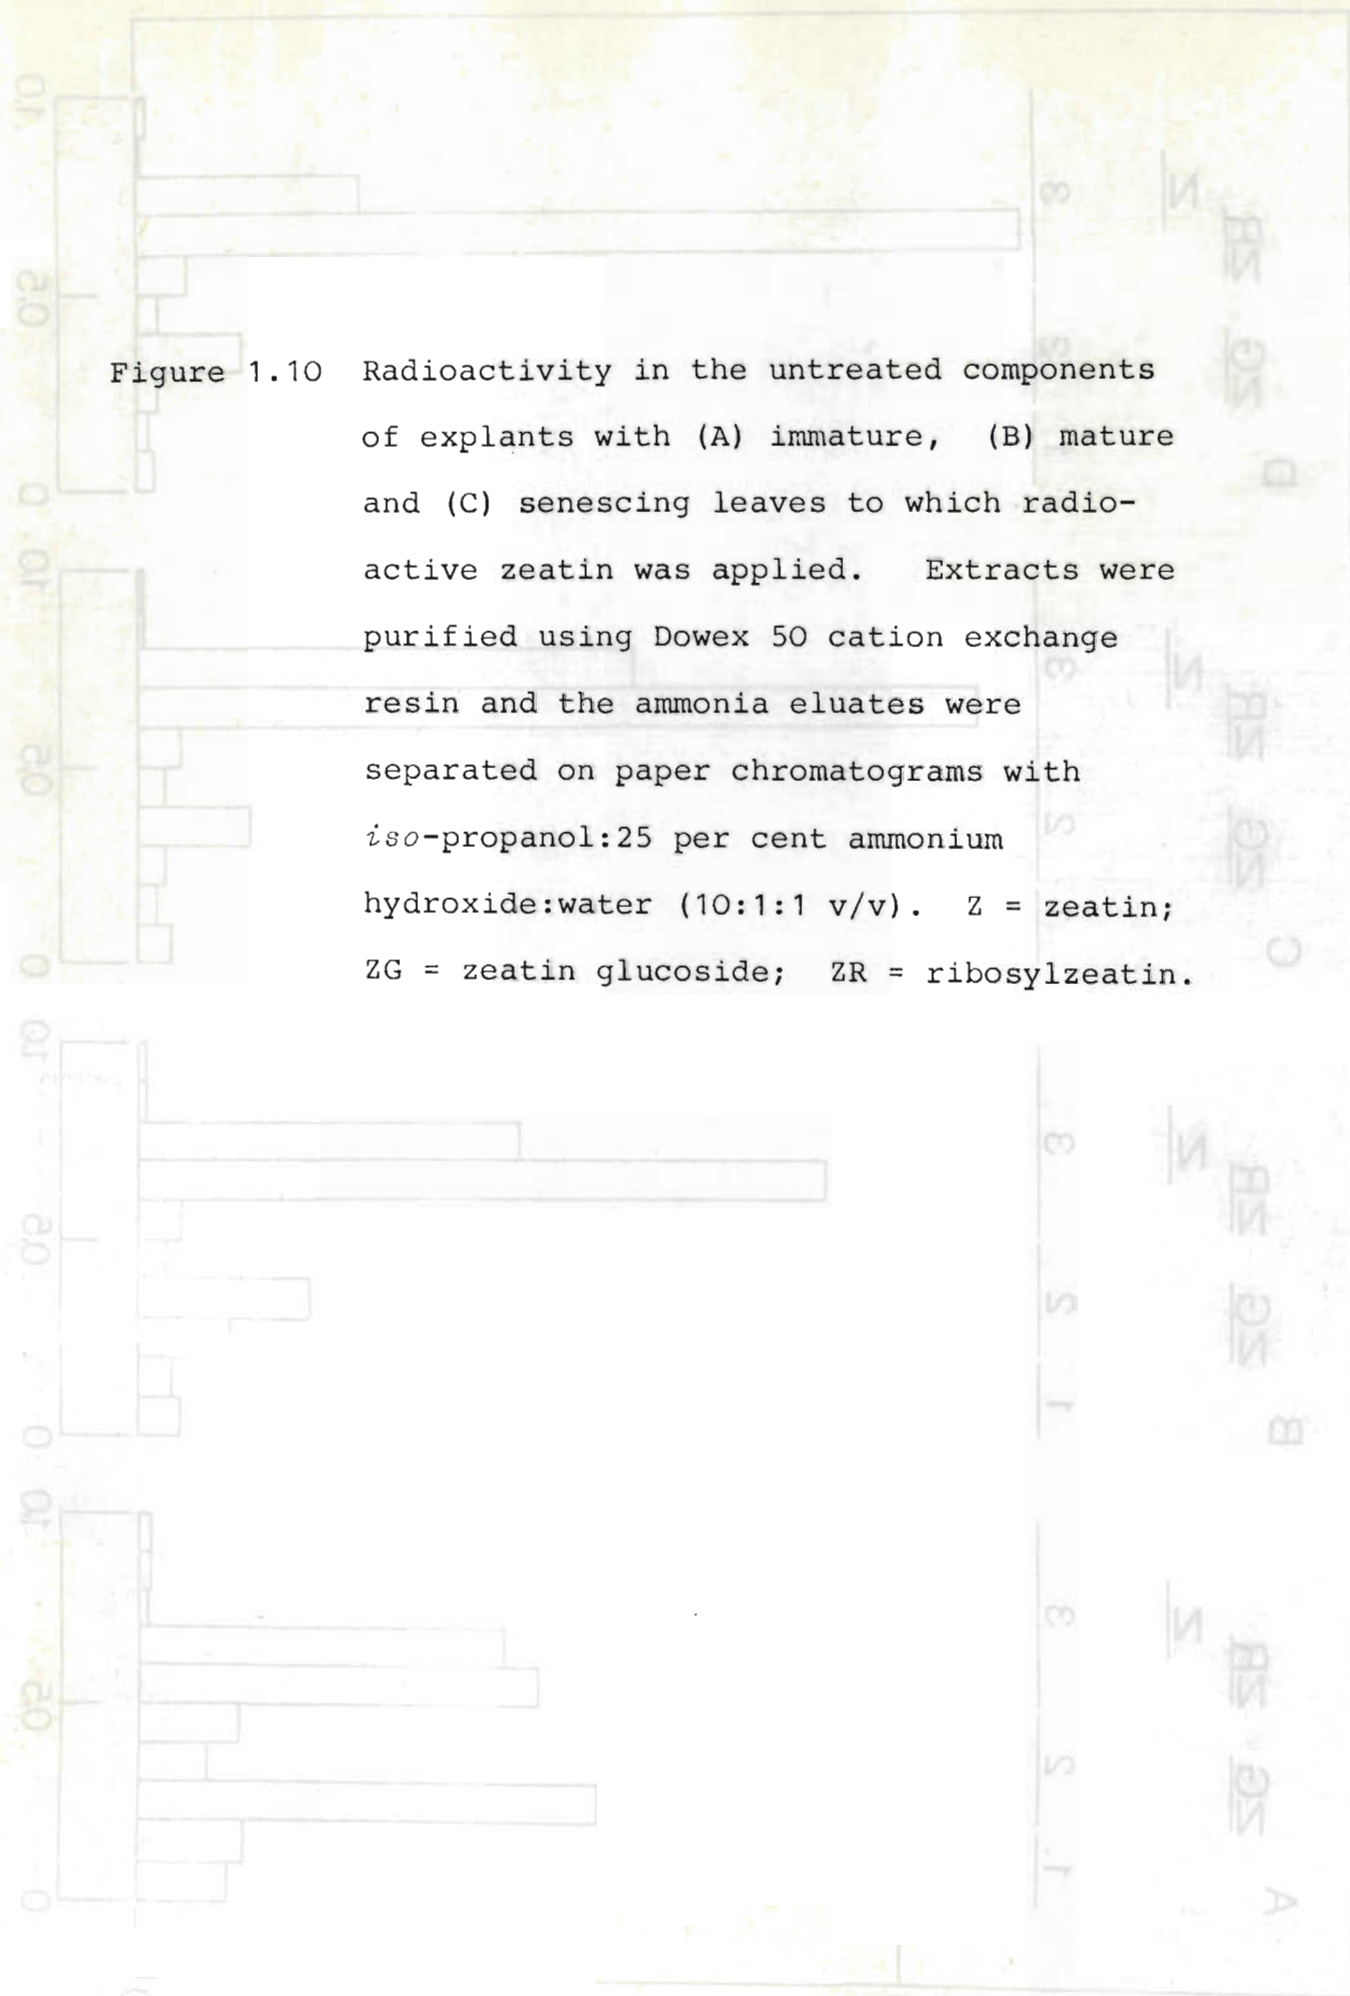 Figure 1.10 Radioactivity in the untreated components
of explants with (A) immature, (B) mature
and (C) senescing leaves to which radio-
active zeatin was applied. Extracts were
purified using Dowex 50 cation exchange
resin and the ammonia eluates were
separated on paper chromatograms with
iso-propanol:25 per cent ammonium
hydroxide:water (10:1:1 v/v). Z = zeatin;
ZG = zeatin glucoside; ZR = ribosylzeatin.